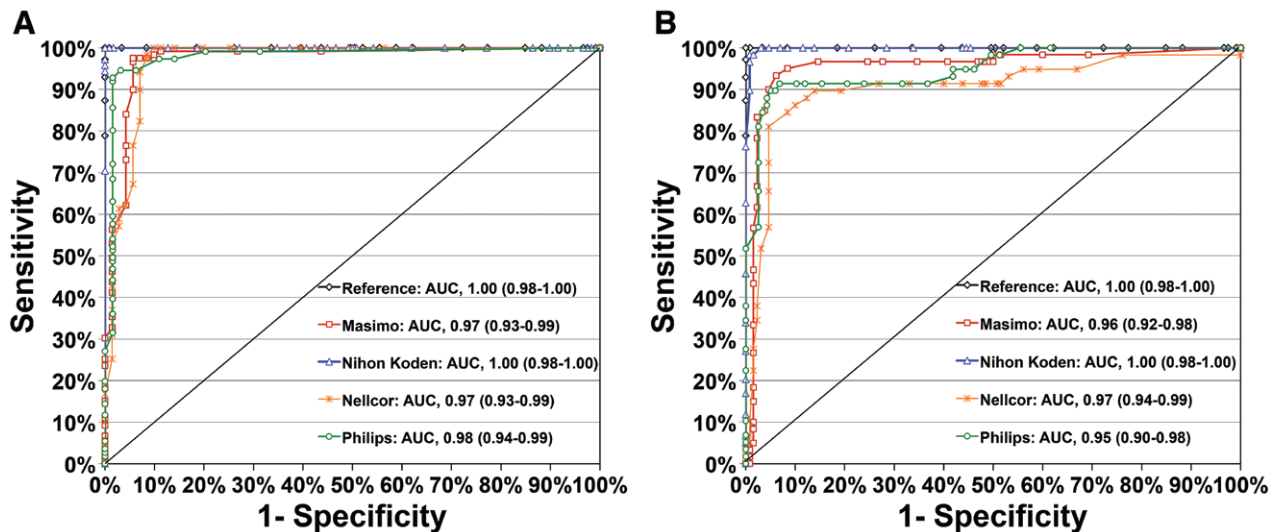 A
100%
90%
80%
70%
60%
50%
40%
30%
20%
10%
0%
Sensitivity
Reference: AUC, 1.00 (0.98-1.00)
Masimo: AUC, 0.97 (0.93-0.99)
Nihon Koden: AUC, 1.00 (0.98-1.00)
Nellcor: AUC, 0.97 (0.93-0.99)
Philips: AUC, 0.98 (0.94-0.99)
0% 10% 20% 30% 40% 50% 60% 70% 80% 90% 100%
1- Specificity
B
100%
90%
80%
70%
60%
50%
40%
30%
20%
10%
0%
Sensitivity
Reference: AUC, 1.00 (0.98-1.00)
Masimo: AUC, 0.96 (0.92-0.98)
Nihon Koden: AUC, 1.00 (0.98-1.00)
Nellcor: AUC, 0.97 (0.94-0.99)
Philips: AUC, 0.95 (0.90-0.98)
0% 10% 20% 30% 40% 50% 60% 70% 80% 90% 100%
1- Specificity